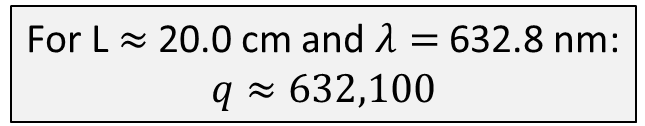 For L ≈ 20.0 cm and λ = 632.8 nm:
q ≈ 632,100